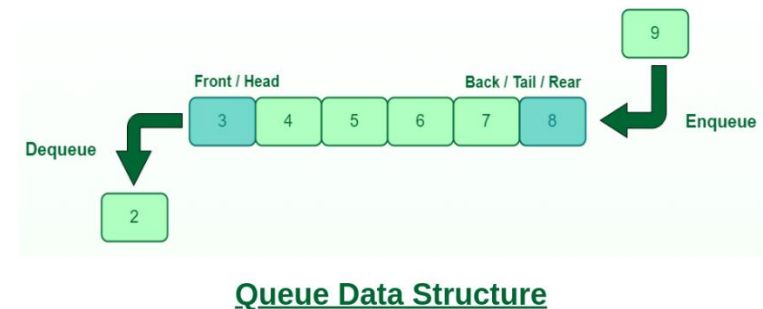 9
Front / Head Back / Tail / Rear
3 4 5 6 7 8
Enqueue
Dequeue
2
Queue Data Structure